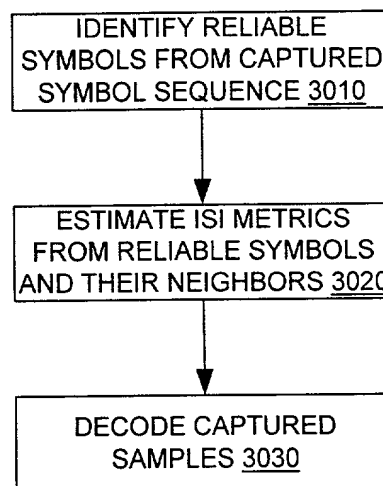 IDENTIFY RELIABLE
SYMBOLS FROM CAPTURED
SYMBOL SEQUENCE 3010
ESTIMATE ISI METRICS
FROM RELIABLE SYMBOLS
AND THEIR NEIGHBORS 3020
DECODE CAPTURED
SAMPLES 3030